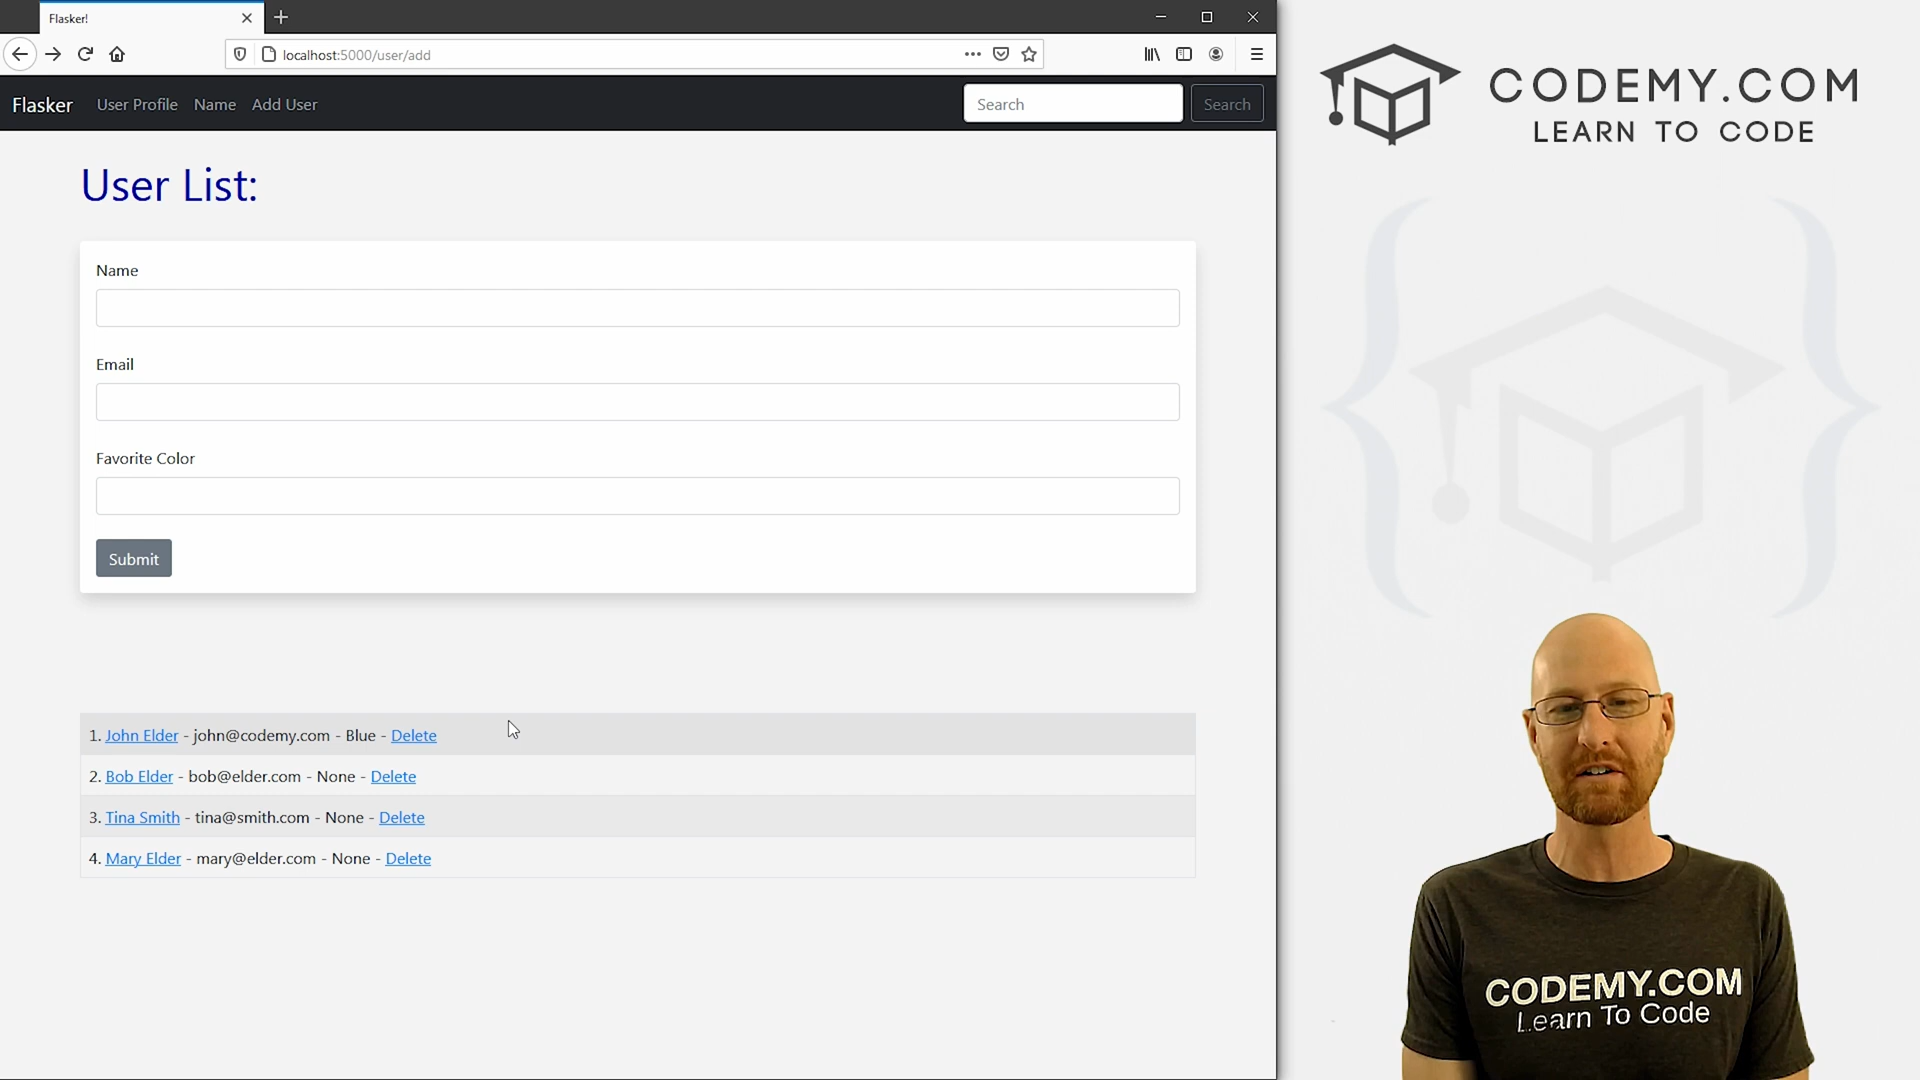 Flasker!
localhost:5000/user/add
Flasker User Profile Name Add User Search Search
User List:
Name
Email
Favorite Color
Submit
1. John Elder - john@codemy.com - Blue - Delete
2. Bob Elder - bob@elder.com - None - Delete
3. Tina Smith - tina@smith.com - None - Delete
4. Mary Elder - mary@elder.com - None - Delete
CODEMY.COM
LEARN TO CODE
CODEMY.COM
Learn To Code